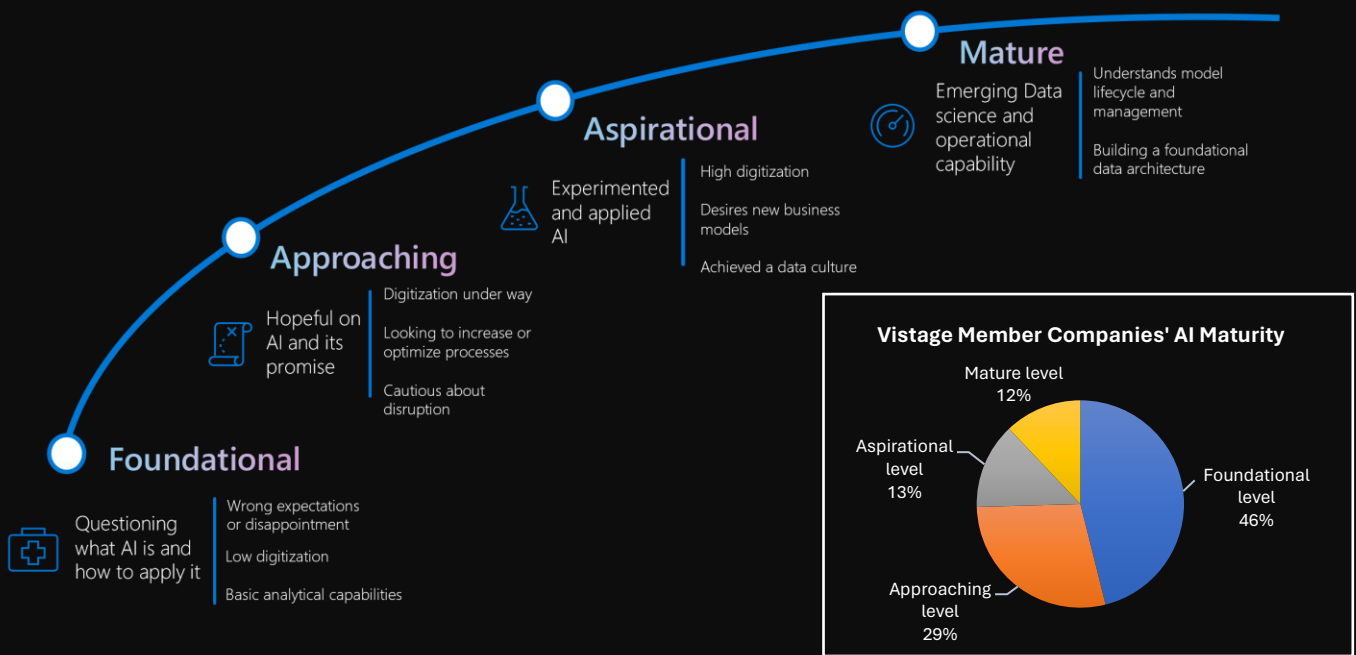 Mature
Emerging Data
science and
operational
capability
Understands model
lifecycle and
management
Building a foundational
data architecture
Aspirational
Experimented
and applied
AI
High digitization
Desires new business
models
Achieved a data culture
Approaching
Hopeful on
AI and its
promise
Digitization under way
Looking to increase or
optimize processes
Cautious about
disruption
Foundational
Questioning
what AI is and
how to apply it
Wrong expectations
or disappointment
Low digitization
Basic analytical capabilities
Vistage Member Companies' AI Maturity
Mature level
12%
Aspirational
level
13%
Foundational
level
46%
Approaching
level
29%